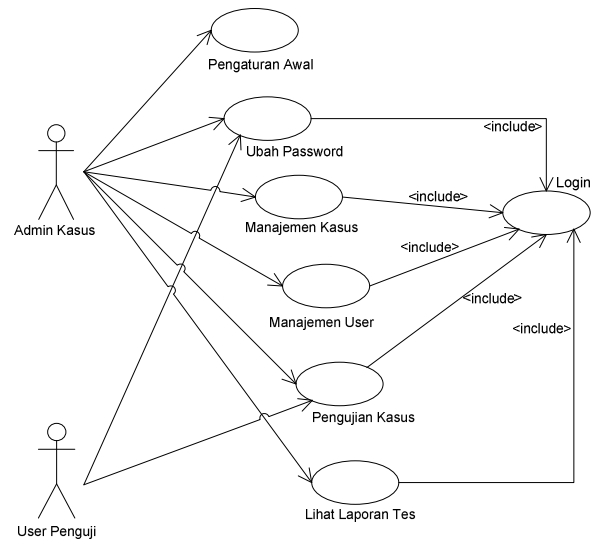 Pengaturan Awal
Ubah Password
<include>
Login
Admin Kasus
Manajemen Kasus
<include>
<include>
Manajemen User
<include>
<include>
Pengujian Kasus
User Penguji
Lihat Laporan Tes